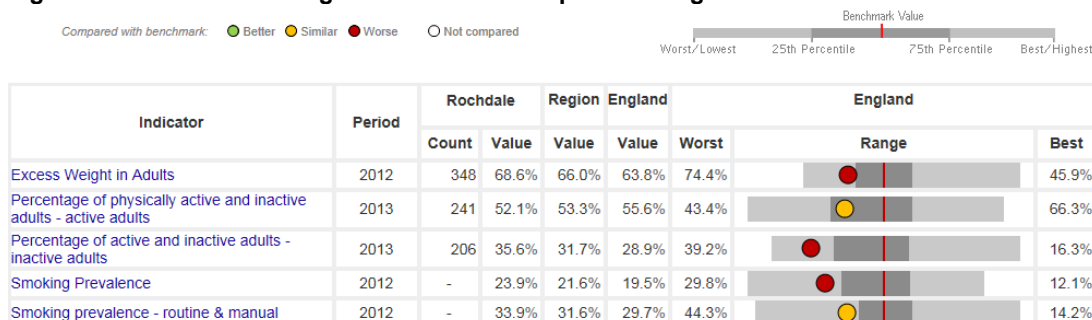 Compared with benchmark: Better Similar Worse Not compared
Benchmark Value
Worst/Lowest 25th Percentile 75th Percentile Best/Highest
Indicator Period Rochdale Region England England
Count Value Value Value Worst Range Best
Excess Weight in Adults 2012 348 68.6% 66.0% 63.8% 74.4% 45.9%
Percentage of physically active and inactive
adults - active adults 2013 241 52.1% 53.3% 55.6% 43.4% 66.3%
Percentage of active and inactive adults -
inactive adults 2013 206 35.6% 31.7% 28.9% 39.2% 16.3%
Smoking Prevalence 2012 - 23.9% 21.6% 19.5% 29.8% 12.1%
Smoking prevalence - routine & manual 2012 - 33.9% 31.6% 29.7% 44.3% 14.2%